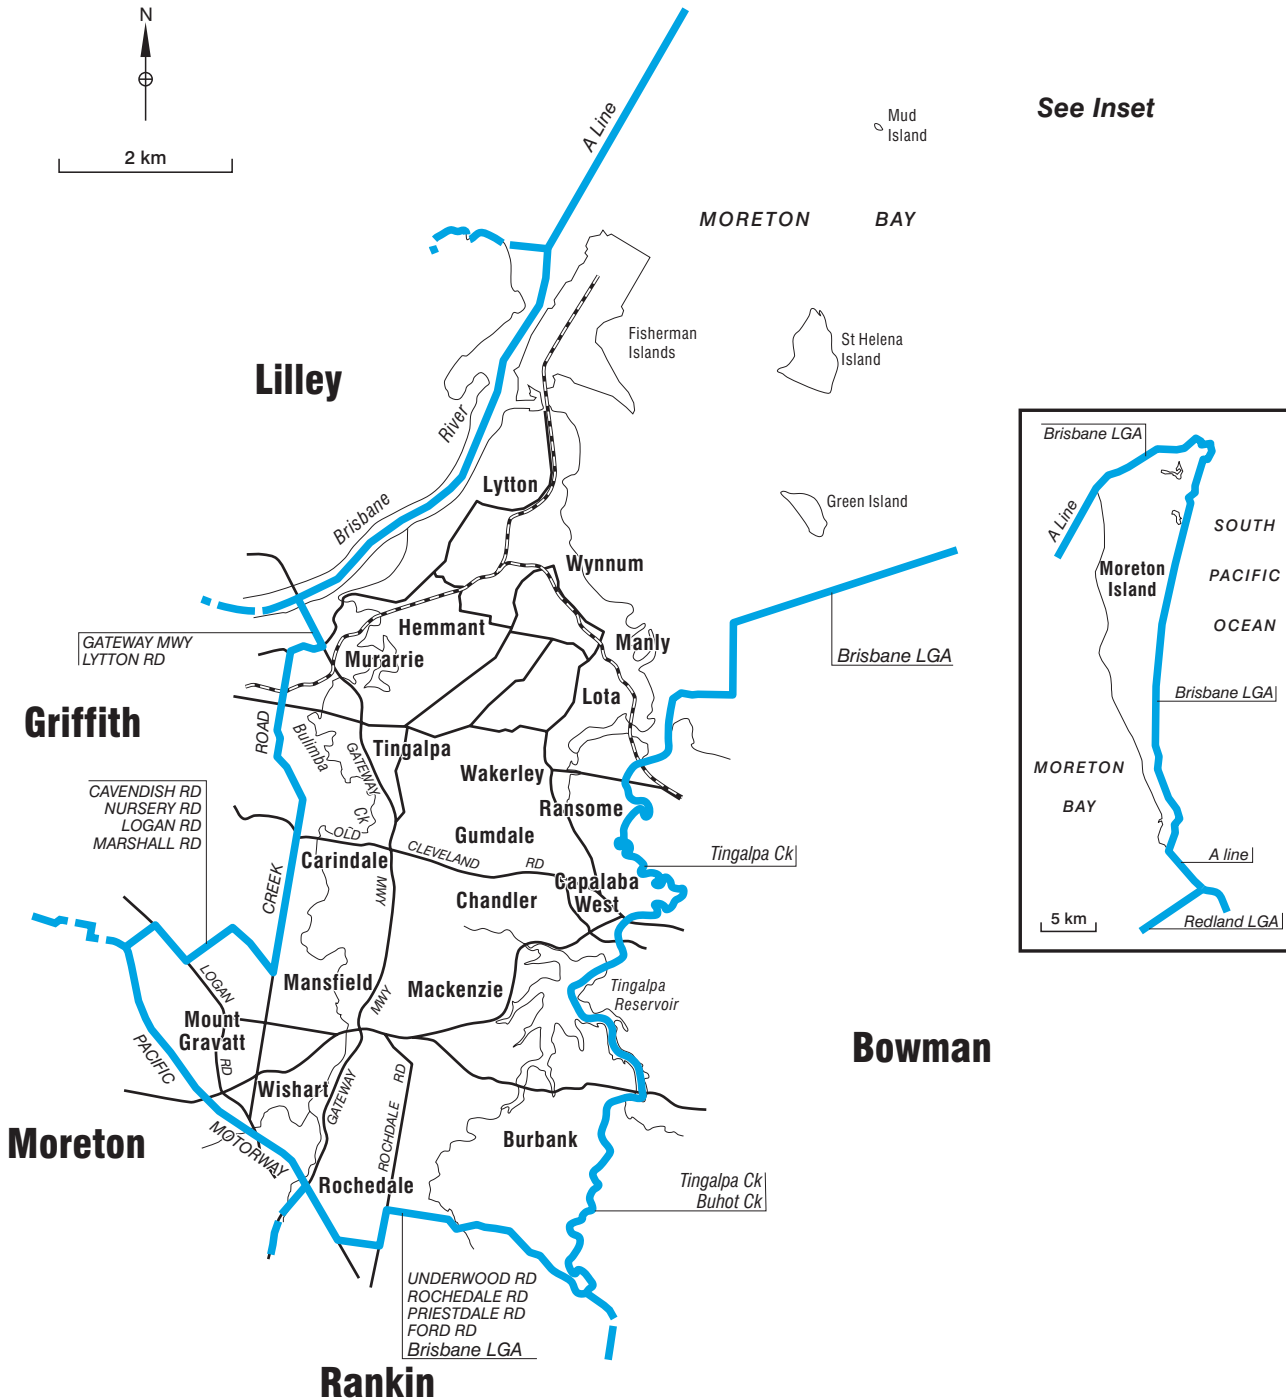 N
2 km
A Line
Mud
Island
See Inset
MORETON BAY
Fisherman
Islands
St Helena
Island
Lilley
River
Brisbane
Lytton
Green Island
Wynnum
Hemmant
Manly
Murarrie
Brisbane LGA
GATEWAY MWY
LYTTON RD
Lota
Griffith
ROAD
Bulimba
GATEWAY
Tingalpa
Wakerley
CAVENDISH RD
NURSERY RD
LOGAN RD
MARSHALL RD
Ransome
Ck
OLD
CLEVELAND
RD
Gumdale
Tingalpa Ck
Carindale
CREEK
MWY
Chandler
Capalaba
West
LOGAN
Mansfield
MWY
Mackenzie
Tingalpa
Reservoir
Mount
Gravatt
PACIFIC
RD
Bowman
Wishart
GATEWAY
RD
ROCHDALE
Moreton
MOTORWAY
Burbank
Rochedale
Tingalpa Ck
Buhot Ck
UNDERWOOD RD
ROCHEDALE RD
PRIESTDALE RD
FORD RD
Brisbane LGA
Rankin
Brisbane LGA
A Line
SOUTH
PACIFIC
OCEAN
Moreton
Island
Brisbane LGA
MORETON
BAY
A line
5 km
Redland LGA